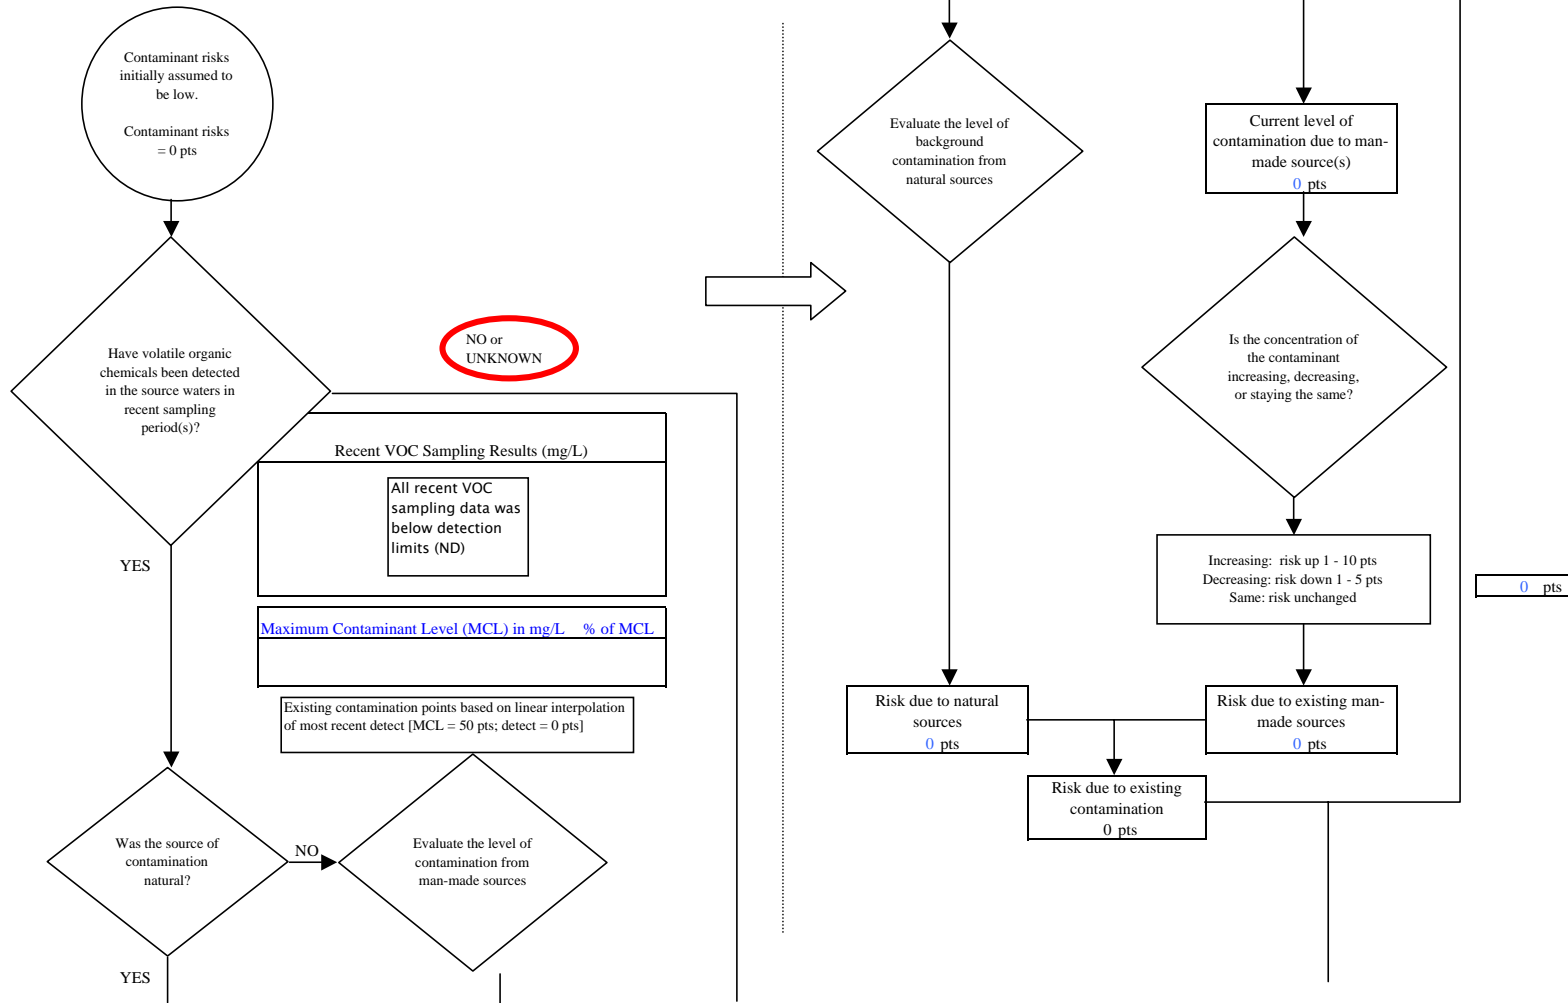 Contaminant risks
initially assumed to
be low.
Contaminant risks
= 0 pts
Have volatile organic
chemicals been detected
in the source waters in
recent sampling
period(s)?
NO or
UNKNOWN
Recent VOC Sampling Results (mg/L)
All recent VOC
sampling data was
below detection
limits (ND)
YES
Maximum Contaminant Level (MCL) in mg/L % of MCL
Existing contamination points based on linear interpolation
of most recent detect [MCL = 50 pts; detect = 0 pts]
Was the source of
contamination
natural?
NO
Evaluate the level of
contamination from
man-made sources
YES
Evaluate the level of
background
contamination from
natural sources
Current level of
contamination due to man-
made source(s)
0 pts
Is the concentration of
the contaminant
increasing, decreasing,
or staying the same?
Increasing: risk up 1 - 10 pts
Decreasing: risk down 1 - 5 pts
Same: risk unchanged
0 pts
Risk due to natural
sources
0 pts
Risk due to existing man-
made sources
0 pts
Risk due to existing
contamination
0 pts